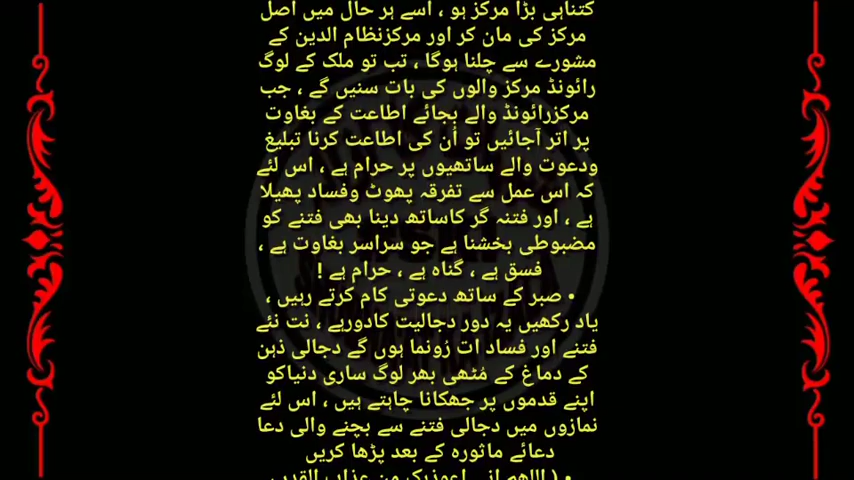 کتناہی بڑا مرکز ہو ، اسے ہر حال میں اصل
مرکز کی مان کر اور مرکزنظام الدین کے
مشورے سے چلنا ہوگا ، تب تو ملک کے لوگ
رائونڈ مرکز والوں کی بات سنیں گے ، جب
مرکزرائونڈ والے بجائے اطاعت کے بغاوت
پر اتر آجائیں تو اُن کی اطاعت کرنا تبلیغ
ودعوت والے ساتھیوں پر حرام ہے ، اس لئے
کہ اس عمل سے تفرقہ پھوٹ وفساد پھیلا
ہے ، اور فتنہ گر کاساتھ دینا بھی فتنے کو
مضبوطی بخشنا ہے جو سراسر بغاوت ہے ،
فسق ہے ، گناہ ہے ، حرام ہے !
• صبر کے ساتھ دعوتی کام کرتے رہیں ،
یاد رکھیں یہ دور دجالیت کادورہے ، نت نئے
فتنے اور فساد ات رُونما ہوں گے دجالی ذہن
کے دماغ کے مُٹھی بھر لوگ ساری دنیاکو
اپنے قدموں پر جھکانا چاہتے ہیں ، اس لئے
نمازوں میں دجالی فتنے سے بچنے والی دعا
دعائے ماثورہ کے بعد پڑھا کریں
• ( اللھم انی اعوذبک من عذاب القبر ،